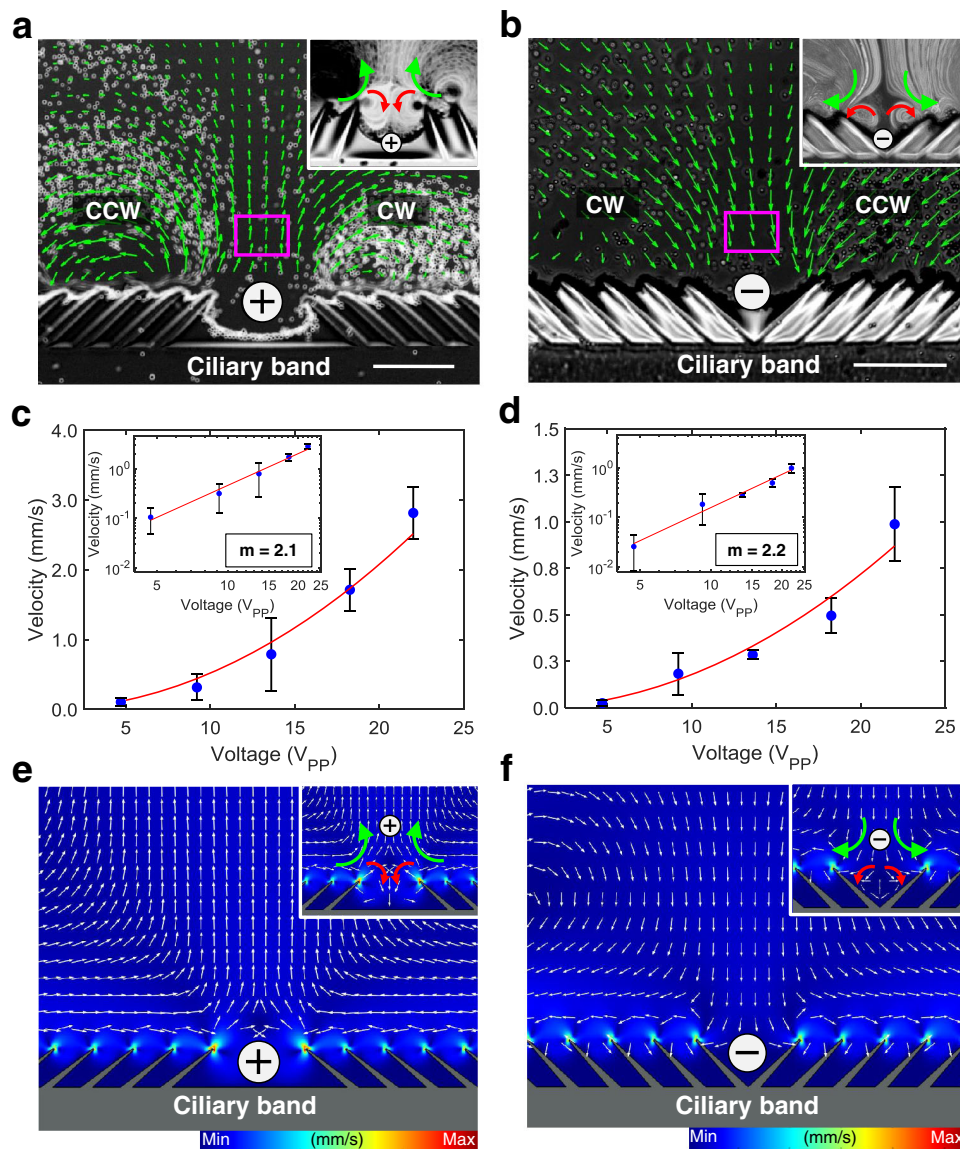 a
b
+
−
CCW
CW
CW
CCW
+
−
Ciliary band
Ciliary band
c
d
4.0
3.0
2.0
1.0
0.0
Velocity (mm/s)
5
10
15
20
25
Voltage (VPP)
10^0
10^-1
10^-2
Velocity (mm/s)
m = 2.1
5
10
15
20
25
Voltage (VPP)
1.5
1.3
1.0
0.8
0.5
0.3
0.0
Velocity (mm/s)
5
10
15
20
25
Voltage (VPP)
10^0
10^-1
10^-2
Velocity (mm/s)
m = 2.2
5
10
15
20
25
Voltage (VPP)
e
f
+
−
+
−
Ciliary band
Ciliary band
Min (mm/s) Max
Min (mm/s) Max